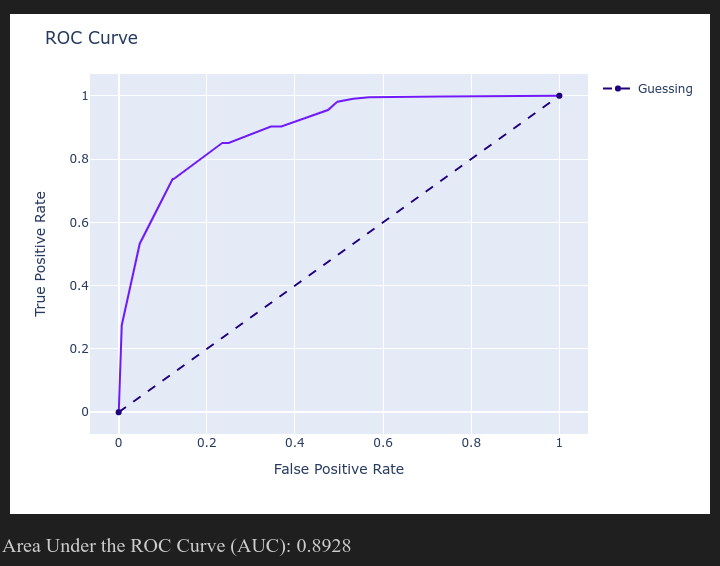 ROC Curve
Guessing
True Positive Rate
1
0.8
0.6
0.4
0.2
0
0
0.2
0.4
0.6
0.8
1
False Positive Rate
Area Under the ROC Curve (AUC): 0.8928